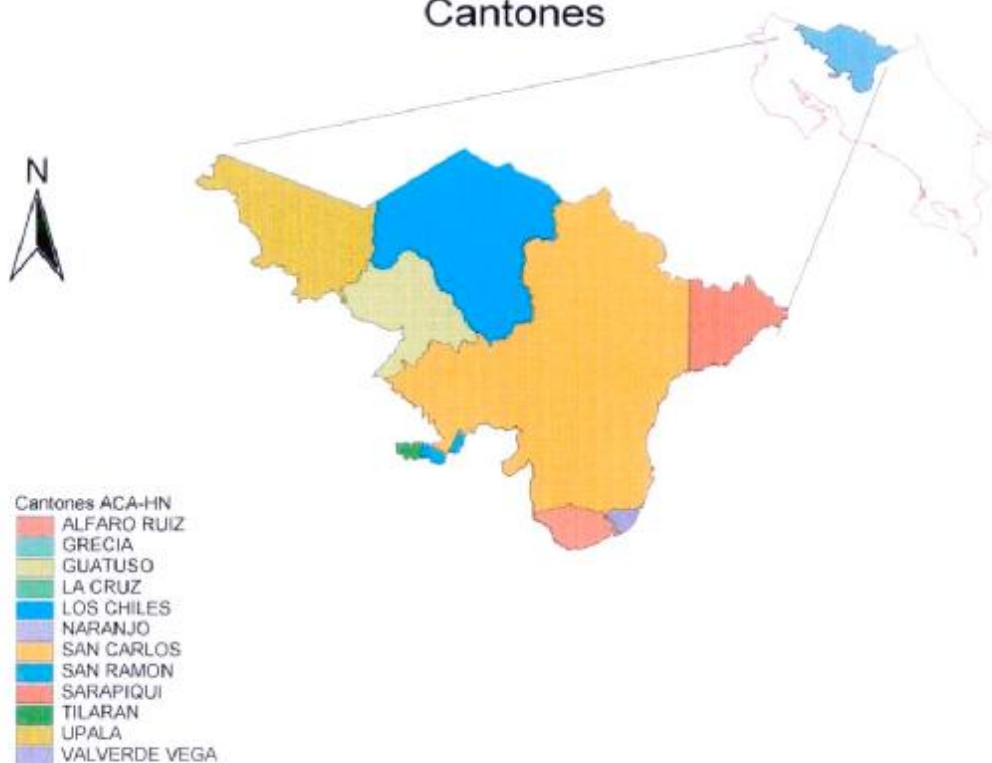 Cantones
N
Cantones ACA-HN
ALFARO RUIZ
GRECIA
GUATUSO
LA CRUZ
LOS CHILES
NARANJO
SAN CARLOS
SAN RAMON
SARAPIQUI
TILARAN
UPALA
VALVERDE VEGA